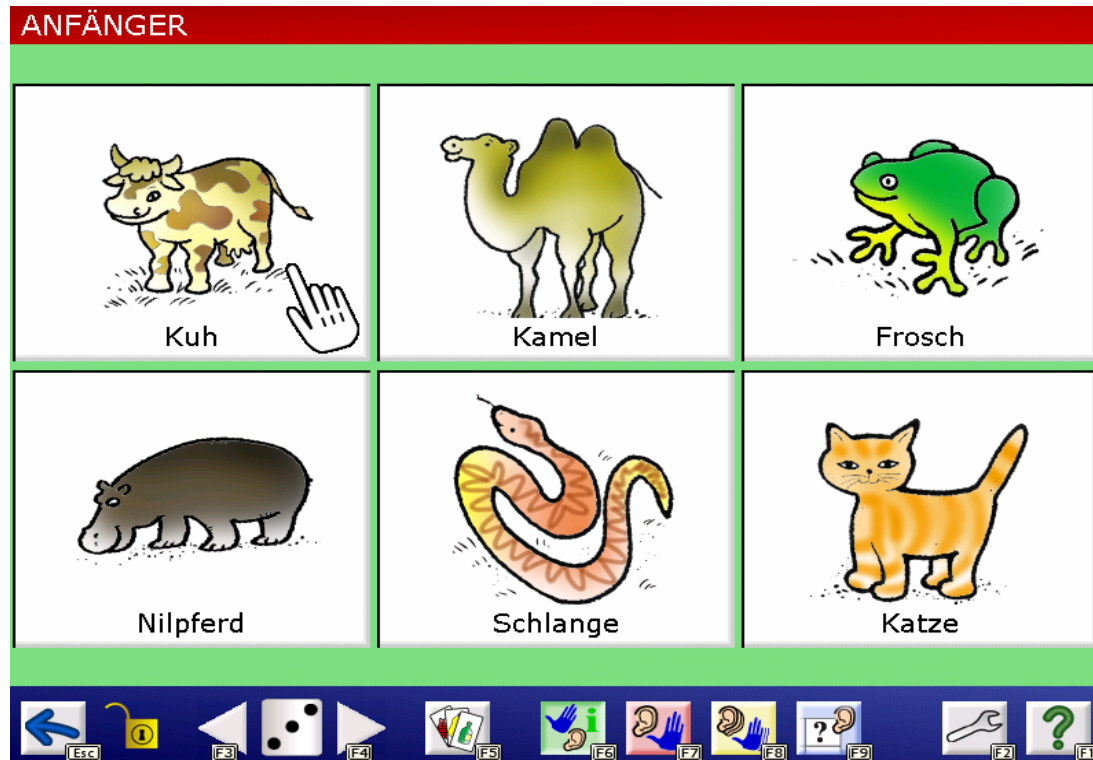 ANFÄNGER
Kuh
Kamel
Frosch
Nilpferd
Schlange
Katze
Esc
F3
F4
F5
i
F6
F7
F8
?
F9
F2
?
F1